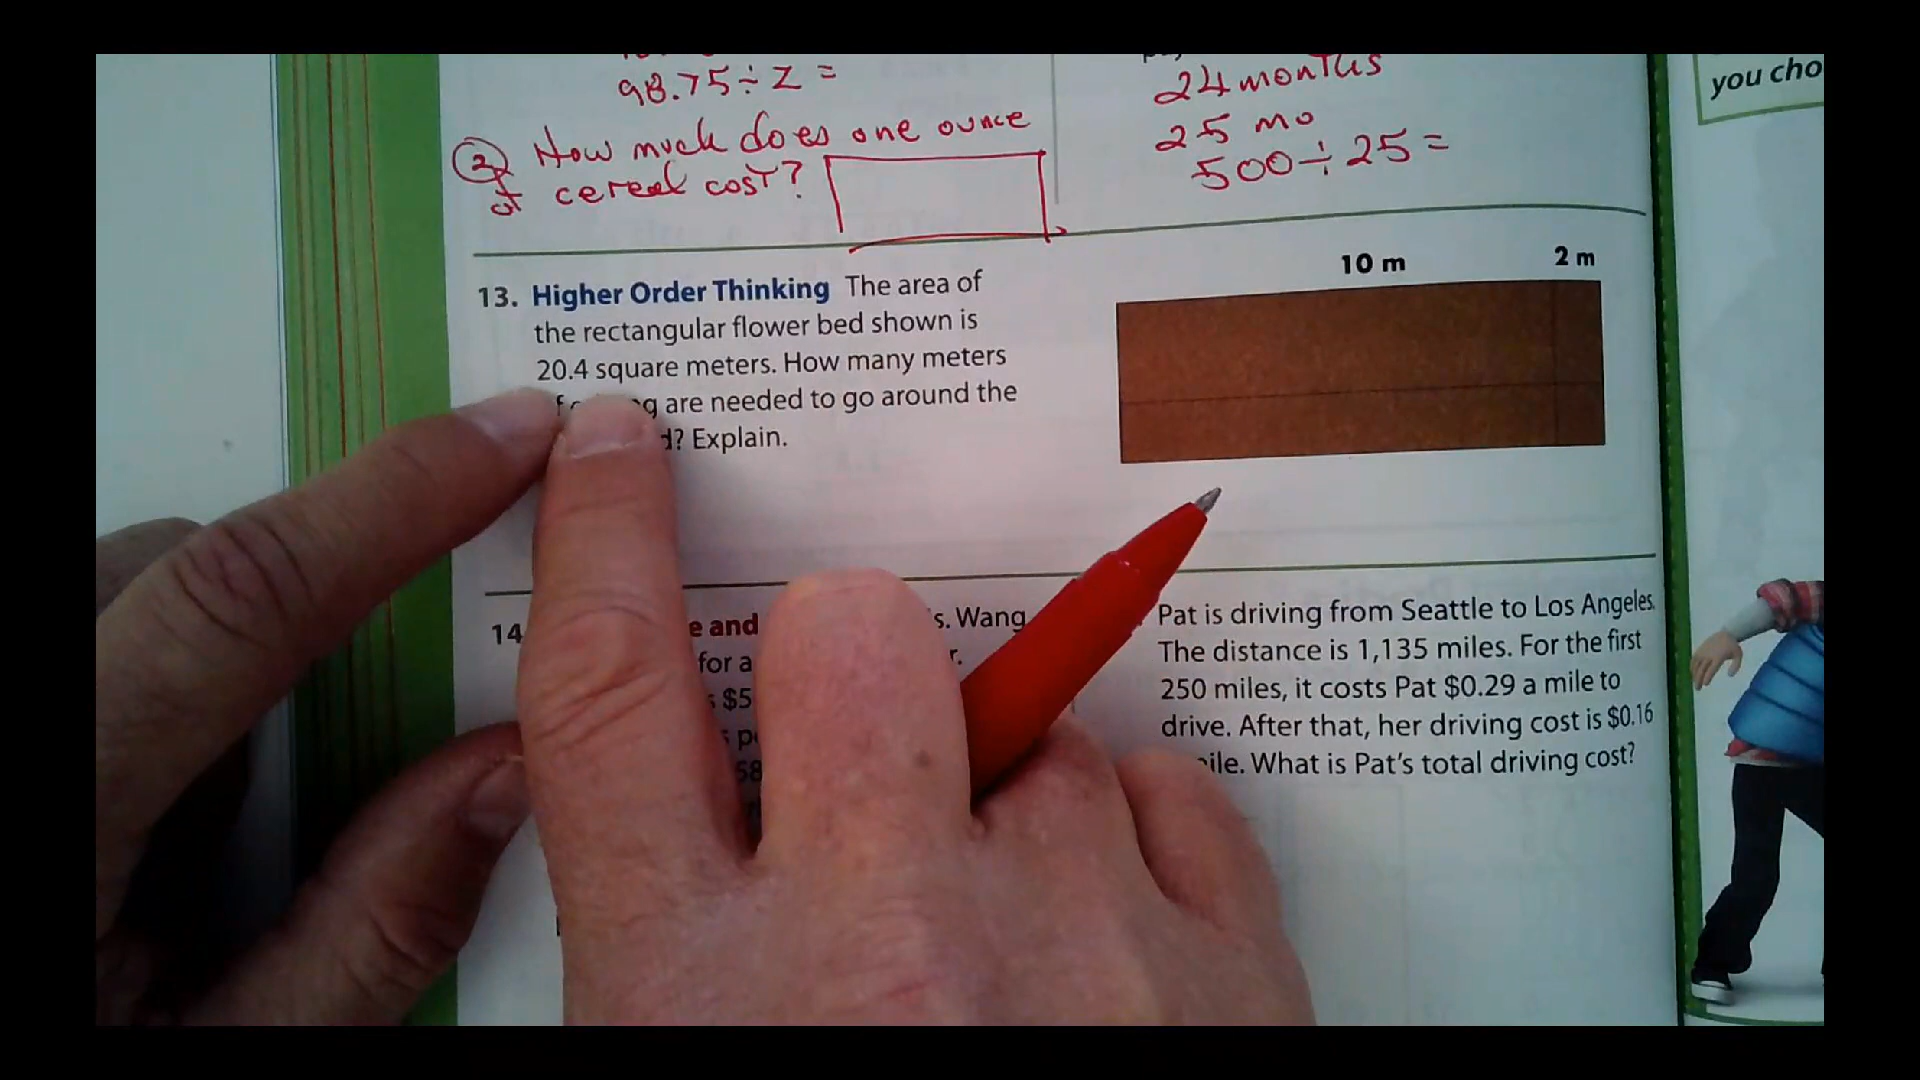 98.75 ÷ 2 =
② How much does one ounce
of cereal cost?
24 months
25 mo
500 ÷ 25 =
you cho
13. Higher Order Thinking The area of
the rectangular flower bed shown is
20.4 square meters. How many meters
are needed to go around the
? Explain.
10 m
2 m
14
e and
s. Wang
for a
r.
$5
58
Pat is driving from Seattle to Los Angeles.
The distance is 1,135 miles. For the first
250 miles, it costs Pat $0.29 a mile to
drive. After that, her driving cost is $0.16
ile. What is Pat's total driving cost?